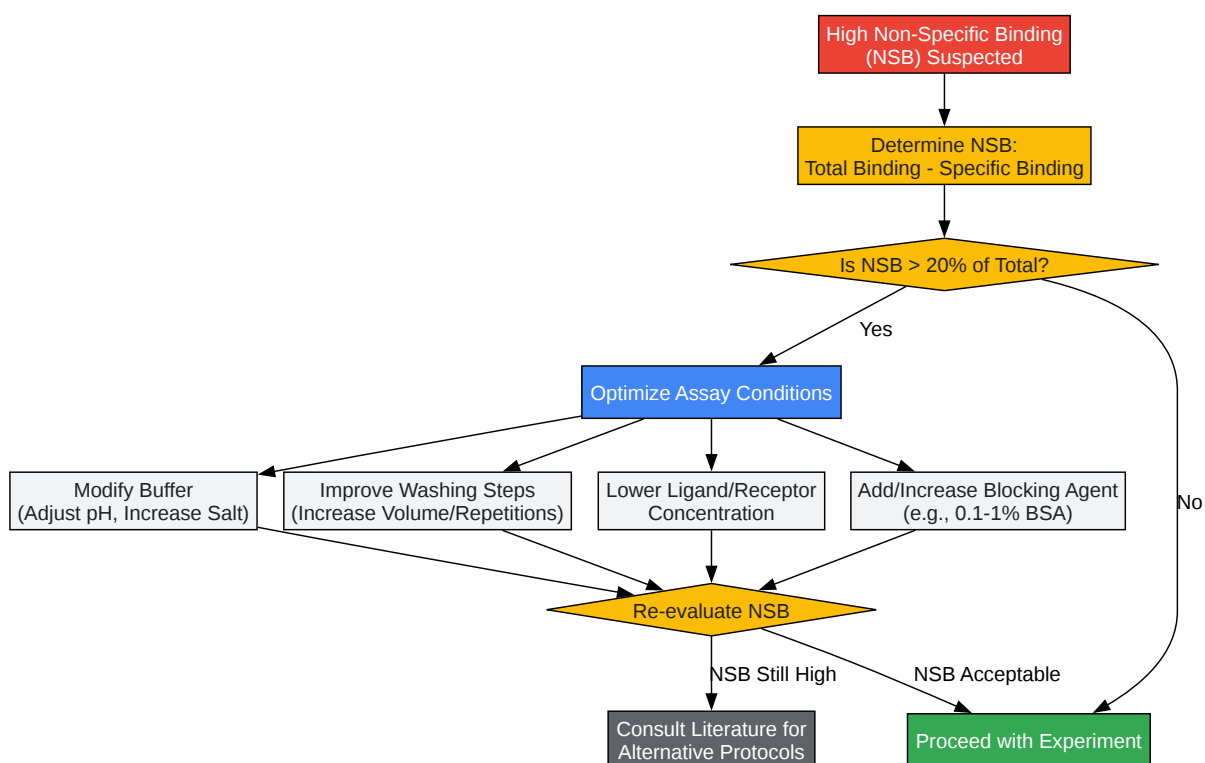 High Non-Specific Binding
(NSB) Suspected
Determine NSB:
Total Binding - Specific Binding
Is NSB > 20% of Total?
Yes
Optimize Assay Conditions
Modify Buffer
(Adjust pH, Increase Salt)
Improve Washing Steps
(Increase Volume/Repetitions)
Lower Ligand/Receptor
Concentration
Add/Increase Blocking Agent
(e.g., 0.1-1% BSA)
No
Re-evaluate NSB
NSB Still High
NSB Acceptable
Consult Literature for
Alternative Protocols
Proceed with Experiment